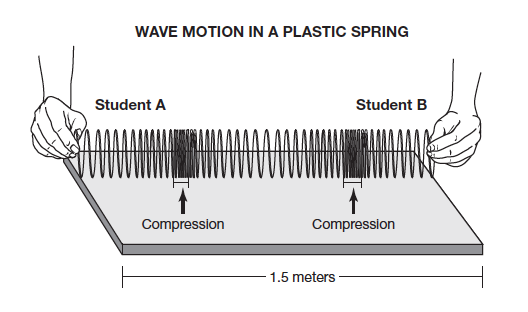 WAVE MOTION IN A PLASTIC SPRING
Student A
Student B
Compression
Compression
1.5 meters